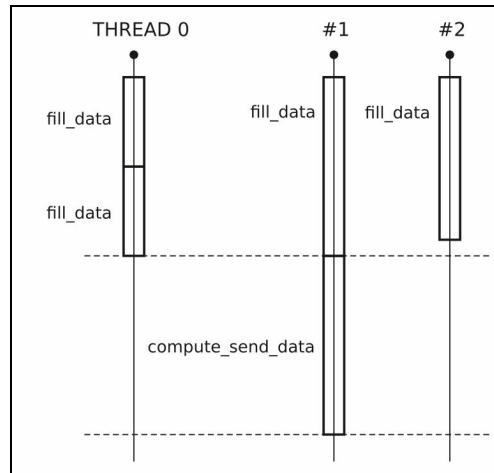 THREAD 0 #1 #2
fill_data fill_data fill_data
fill_data
compute_send_data